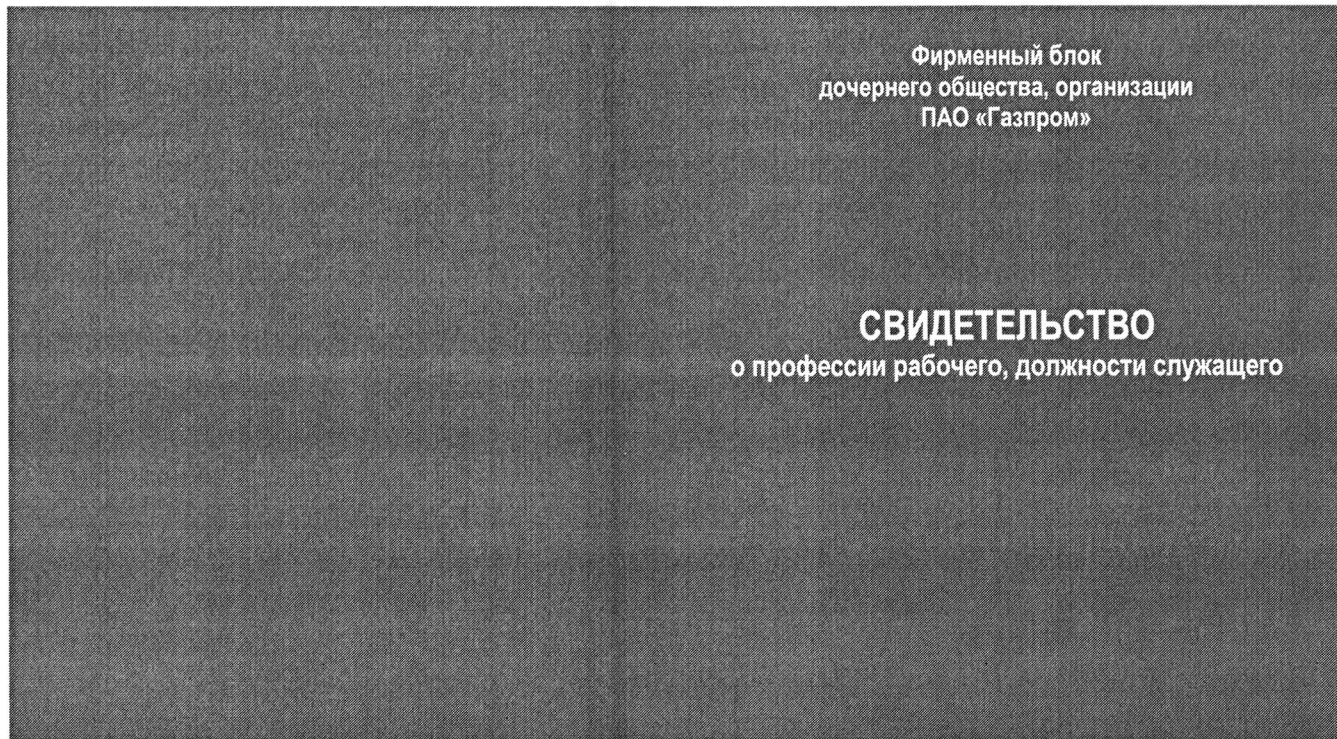 Фирменный блок
дочернего общества, организации
ПАО «Газпром»
СВИДЕТЕЛЬСТВО
о профессии рабочего, должности служащего